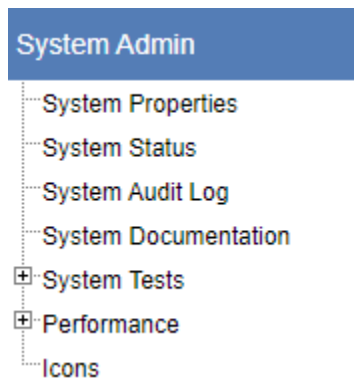 System Admin
System Properties
System Status
System Audit Log
System Documentation
System Tests
Performance
Icons